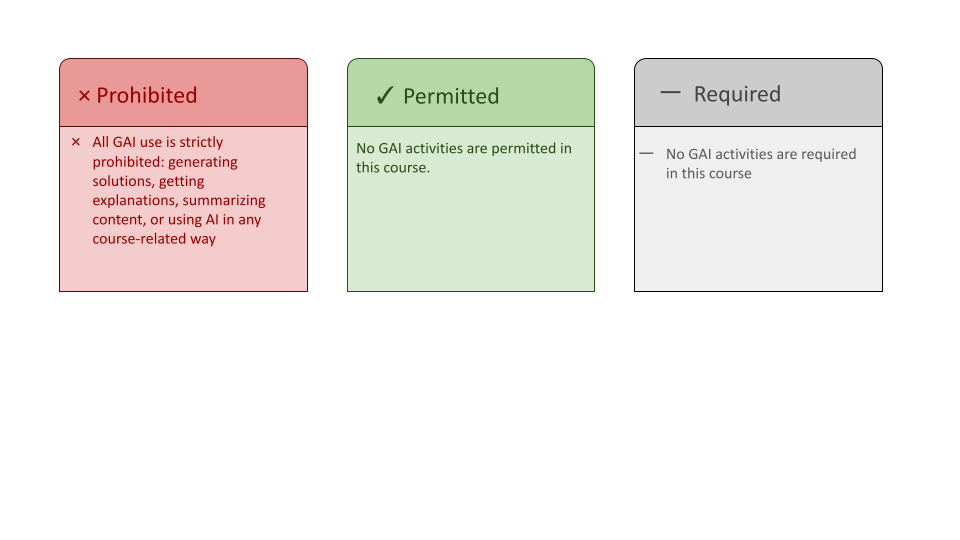 × Prohibited
× All GAI use is strictly
prohibited: generating
solutions, getting
explanations, summarizing
content, or using AI in any
course-related way
✓ Permitted
No GAI activities are permitted in
this course.
— Required
— No GAI activities are required
in this course